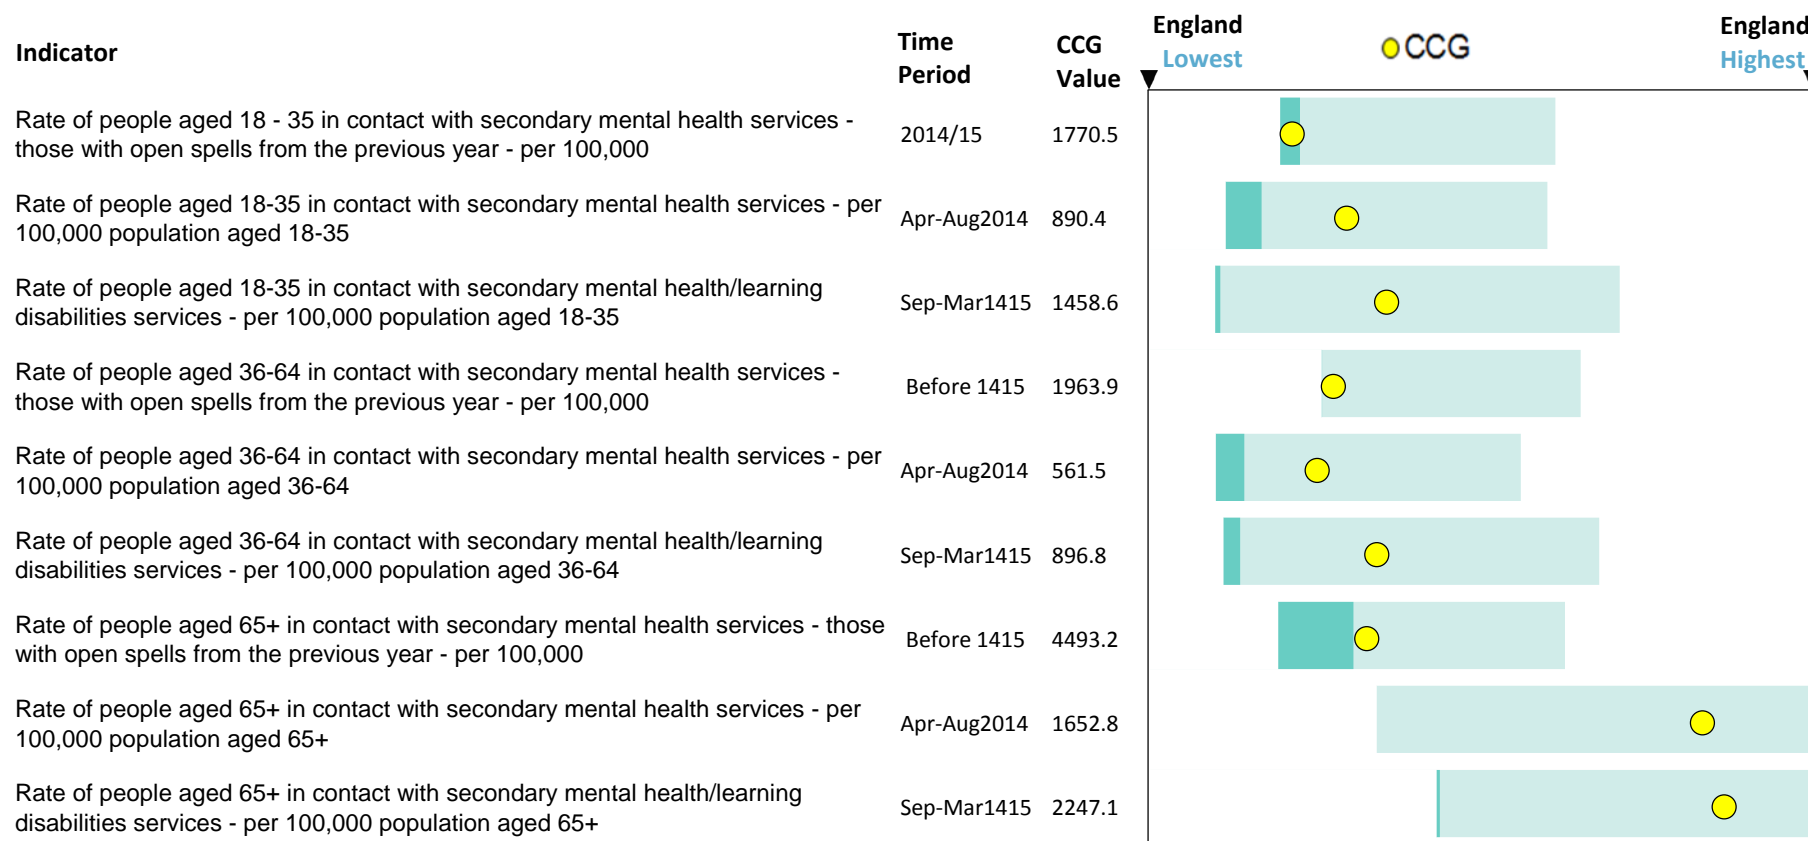 Indicator
Time Period
CCG Value
England Lowest
CCG
England Highest
Rate of people aged 18 - 35 in contact with secondary mental health services -
those with open spells from the previous year - per 100,000
2014/15
1770.5
Rate of people aged 18-35 in contact with secondary mental health services - per
100,000 population aged 18-35
Apr-Aug2014
890.4
Rate of people aged 18-35 in contact with secondary mental health/learning
disabilities services - per 100,000 population aged 18-35
Sep-Mar1415
1458.6
Rate of people aged 36-64 in contact with secondary mental health services -
those with open spells from the previous year - per 100,000
Before 1415
1963.9
Rate of people aged 36-64 in contact with secondary mental health services - per
100,000 population aged 36-64
Apr-Aug2014
561.5
Rate of people aged 36-64 in contact with secondary mental health/learning
disabilities services - per 100,000 population aged 36-64
Sep-Mar1415
896.8
Rate of people aged 65+ in contact with secondary mental health services - those
with open spells from the previous year - per 100,000
Before 1415
4493.2
Rate of people aged 65+ in contact with secondary mental health services - per
100,000 population aged 65+
Apr-Aug2014
1652.8
Rate of people aged 65+ in contact with secondary mental health/learning
disabilities services - per 100,000 population aged 65+
Sep-Mar1415
2247.1